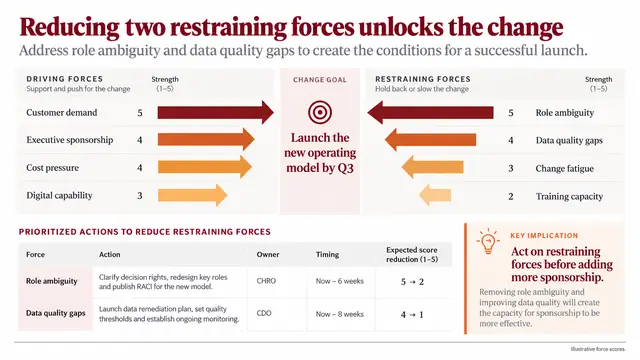 Reducing two restraining forces unlocks the change
Address role ambiguity and data quality gaps to create the conditions for a successful launch.
DRIVING FORCES
Support and push for the change
Strength
(1–5)
Customer demand 5
Executive sponsorship 4
Cost pressure 4
Digital capability 3
CHANGE GOAL
Launch the
new operating
model by Q3
RESTRAINING FORCES
Hold back or slow the change
Strength
(1–5)
5 Role ambiguity
4 Data quality gaps
3 Change fatigue
2 Training capacity
PRIORITIZED ACTIONS TO REDUCE RESTRAINING FORCES
Force Action Owner Timing Expected score
reduction (1–5)
Role ambiguity Clarify decision rights, redesign key roles
and publish RACI for the new model. CHRO Now – 6 weeks 5 → 2
Data quality gaps Launch data remediation plan, set quality
thresholds and establish ongoing monitoring. CDO Now – 8 weeks 4 → 1
KEY IMPLICATION
Act on restraining
forces before adding
more sponsorship.
Removing role ambiguity and
improving data quality will create
the capacity for sponsorship to be
more effective.
Illustrative force scores.